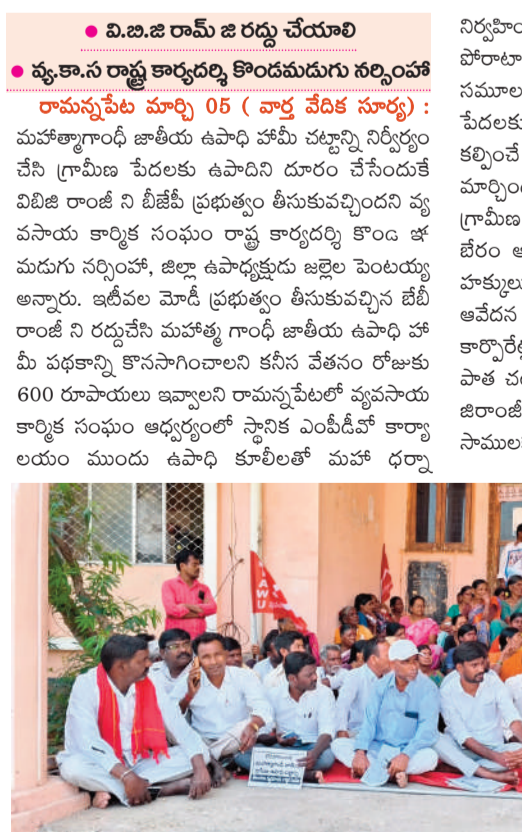 • వి.బి.జి రామ్ జి రద్దు చేయాలి
• వ్య.కా.స రాష్ట్ర కార్యదర్శి కొండమడుగు నర్సింహా
రామన్నపేట మార్చి 05 ( వార్త వేదిక సూర్య) :
మహాత్మాగాంధీ జాతీయ ఉపాధి హామీ చట్టాన్ని నిర్వీర్యం
చేసి గ్రామీణ పేదలకు ఉపాదిని దూరం చేసేందుకే
విబిజి రాంజీ ని బీజేపీ ప్రభుత్వం తీసుకువచ్చిందని వ్య
వసాయ కార్మిక సంఘం రాష్ట్ర కార్యదర్శి కొండ ఞ
మడుగు నర్సింహా, జిల్లా ఉపాధ్యక్షుడు జల్లెల పెంటయ్య
అన్నారు. ఇటీవల మోడీ ప్రభుత్వం తీసుకువచ్చిన బేబీ
రాంజీ ని రద్దుచేసి మహాత్మ గాంధీ జాతీయ ఉపాధి హా
మీ పథకాన్ని కొనసాగించాలని కనీస వేతనం రోజుకు
600 రూపాయలు ఇవ్వాలని రామన్నపేటలో వ్యవసాయ
కార్మిక సంఘం ఆధ్వర్యంలో స్థానిక ఎంపీడీవో కార్యా
లయం ముందు ఉపాధి కూలీలతో మహా ధర్నా
నిర్వహిం
పోరాటా
సమూల
పేదలకు
కల్పించే
మార్చిం
గ్రామీణ
బేరం ఆ
హక్కులు
ఆవేదన
కార్పొరేట్ల
పాత చ
జిరాంజీ
సాముల